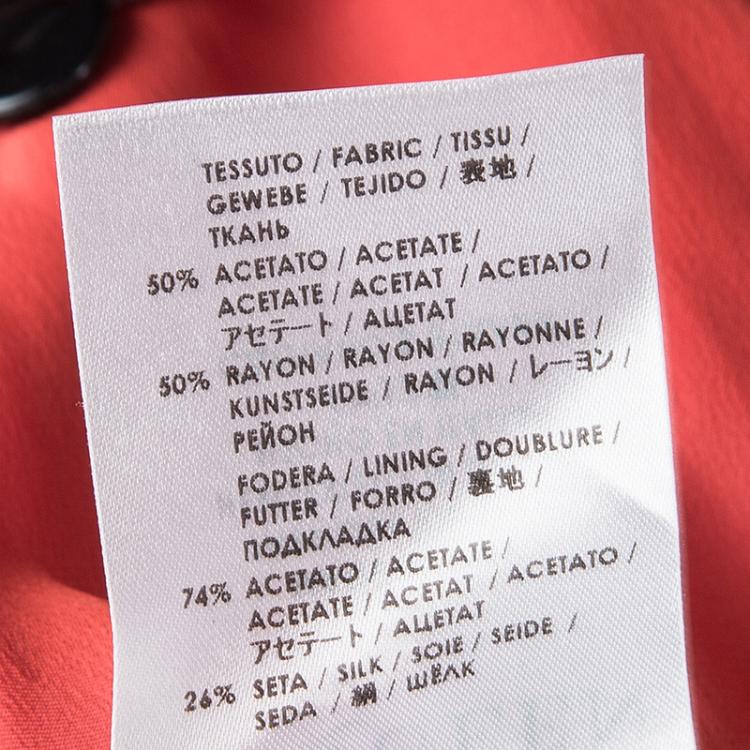 TESSUTO / FABRIC / TISSU /
GEWEBE / TEJIDO / 表地 /
ТКАНЬ
50% ACETATO / ACETATE /
ACETATE / ACETAT / ACETATO /
アセテート / АЦЕТАТ
50% RAYON / RAYON / RAYONNE /
KUNSTSEIDE / RAYON / レーヨン /
РЕЙОН
FODERA / LINING / DOUBLURE /
FUTTER / FORRO / 裏地 /
ПОДКЛАДКА
74% ACETATO / ACETATE /
ACETATE / ACETAT / ACETATO /
アセテート / АЦЕТАТ
26% SETA / SILK / SOIE / SEIDE /
SEDA / 絹 / ШЁЛК